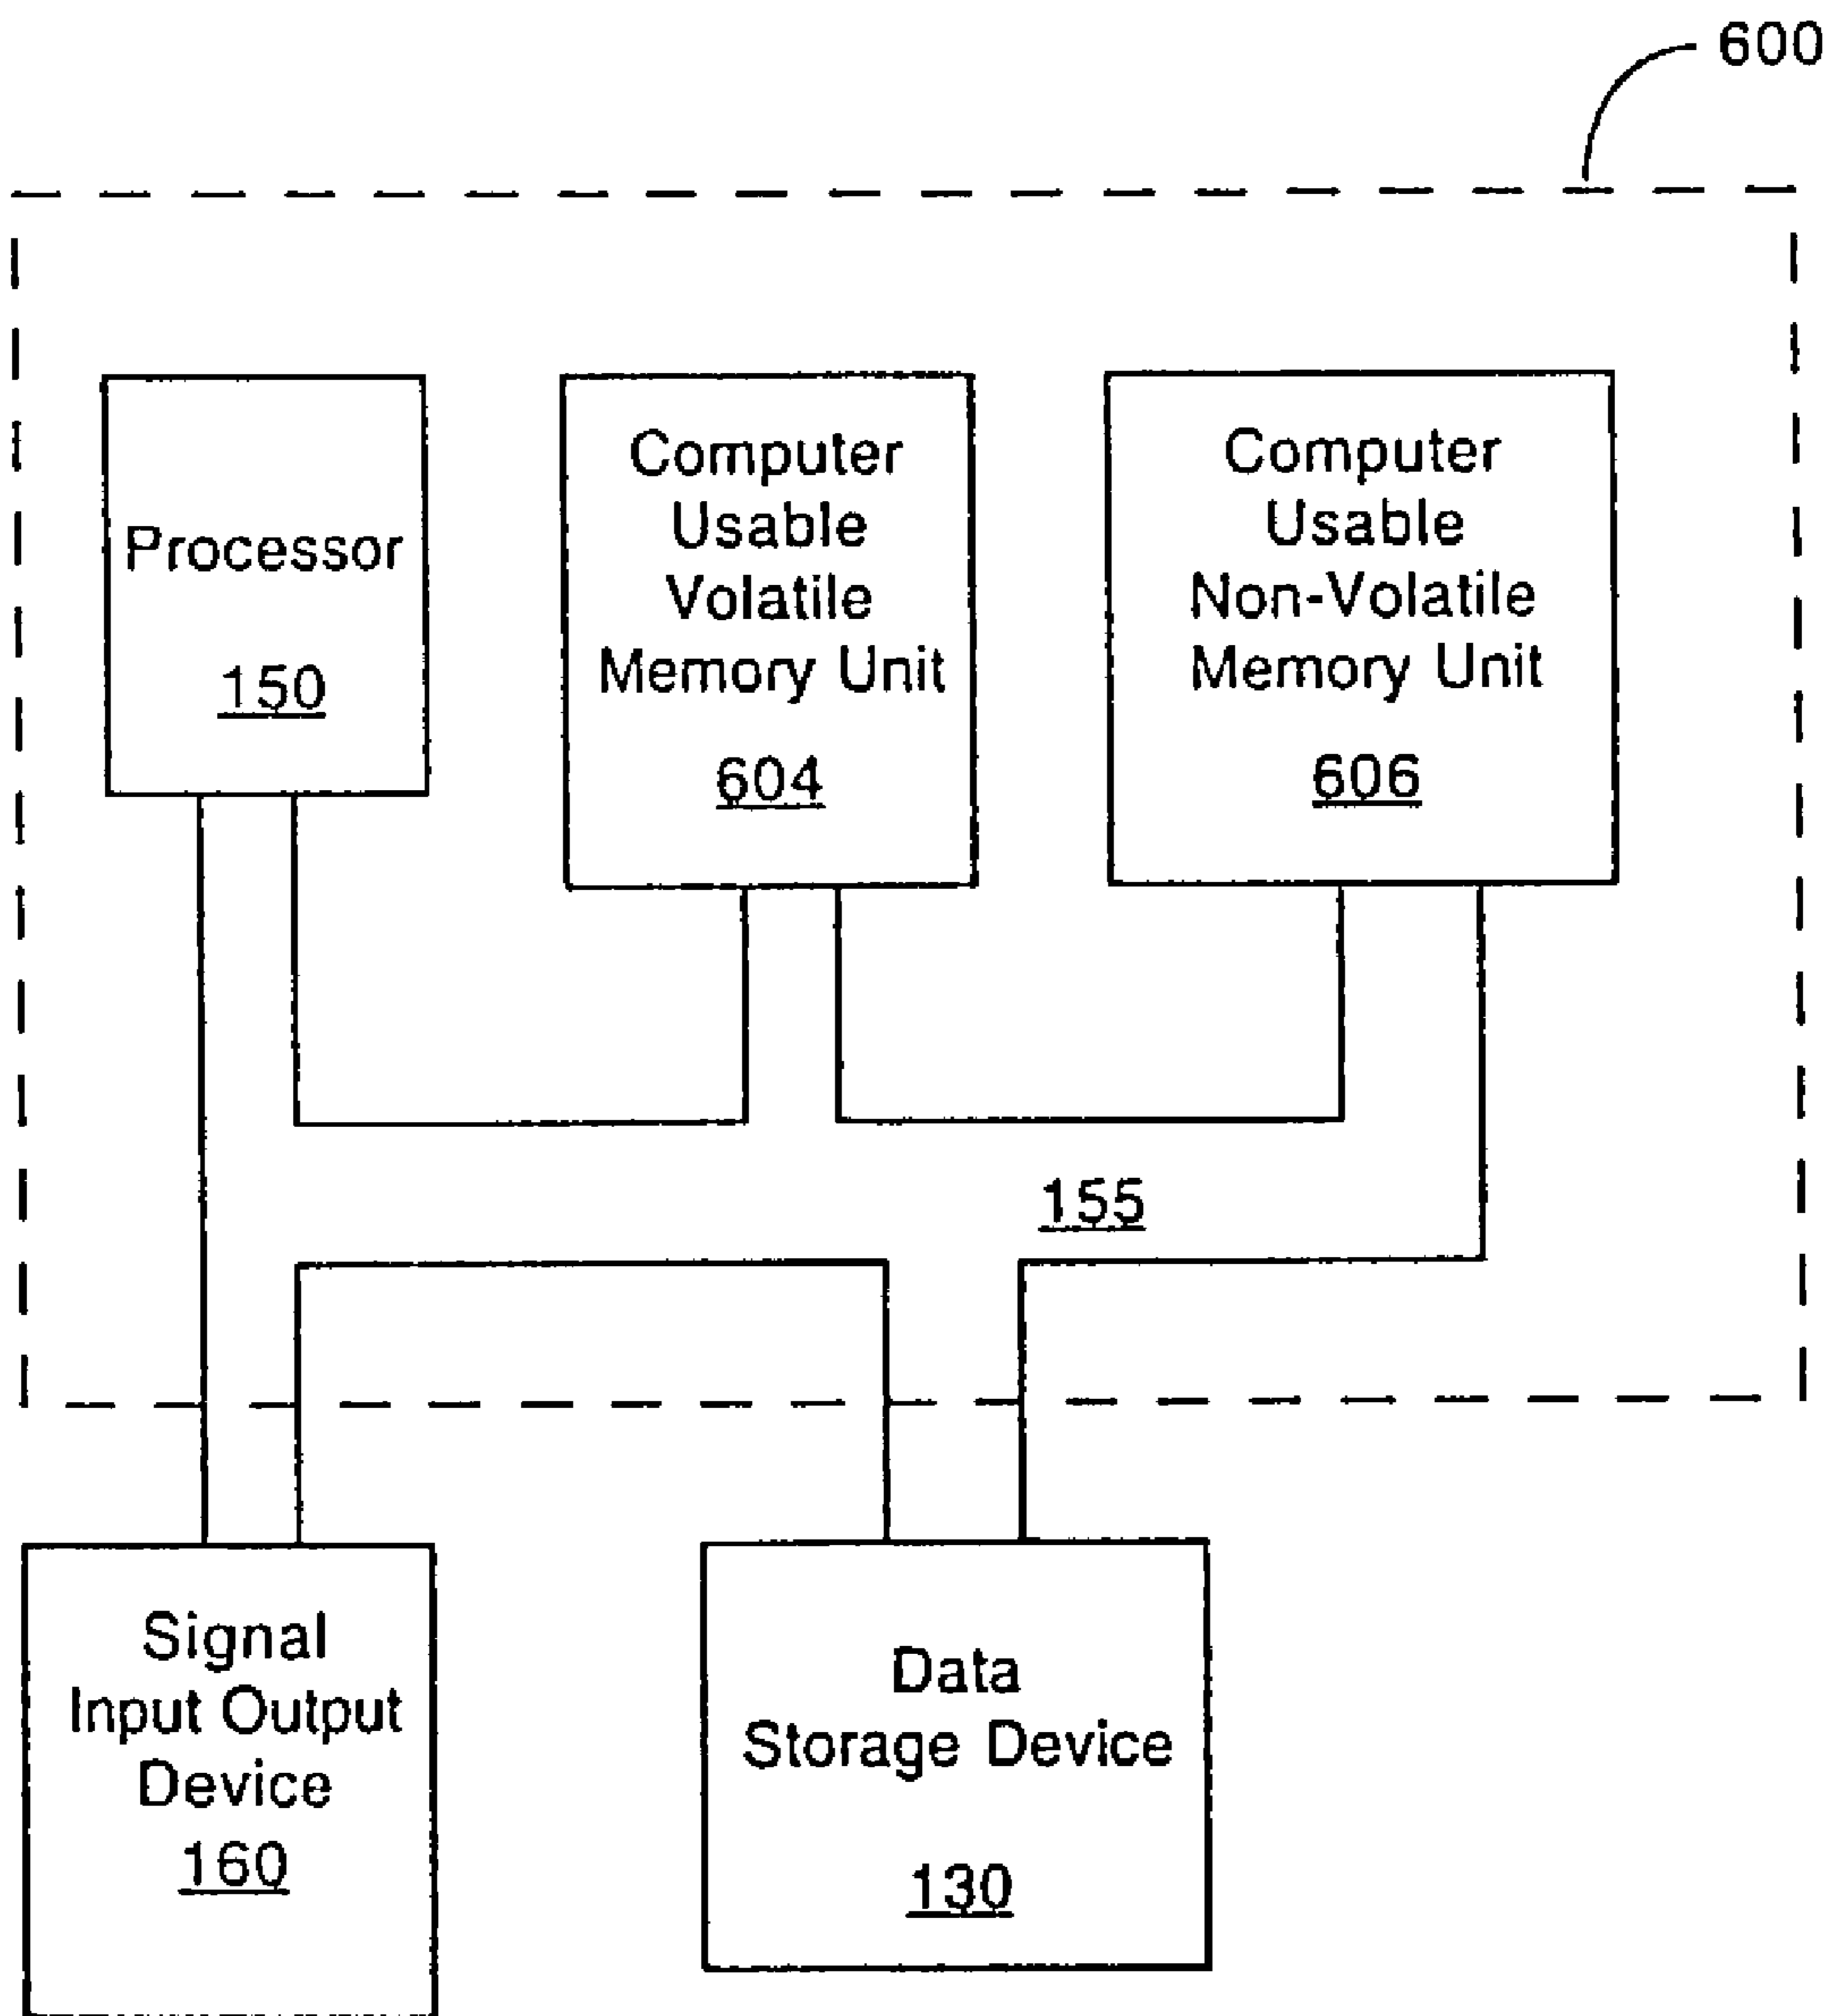 600
Processor
150
Computer
Usable
Volatile
Memory Unit
604
Computer
Usable
Non-Volatile
Memory Unit
606
155
Signal
Input Output
Device
160
Data
Storage Device
130